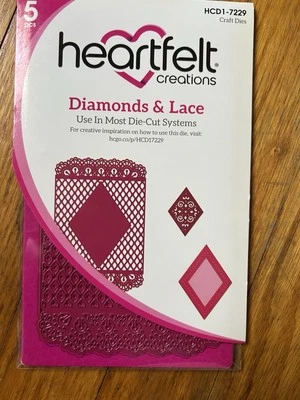 5
pcs
HCD1-7229
Craft Dies
heartfelt
creations
Diamonds & Lace
Use In Most Die-Cut Systems
For creative inspiration on how to use this die, visit:
hcgo.co/p/HCD17229